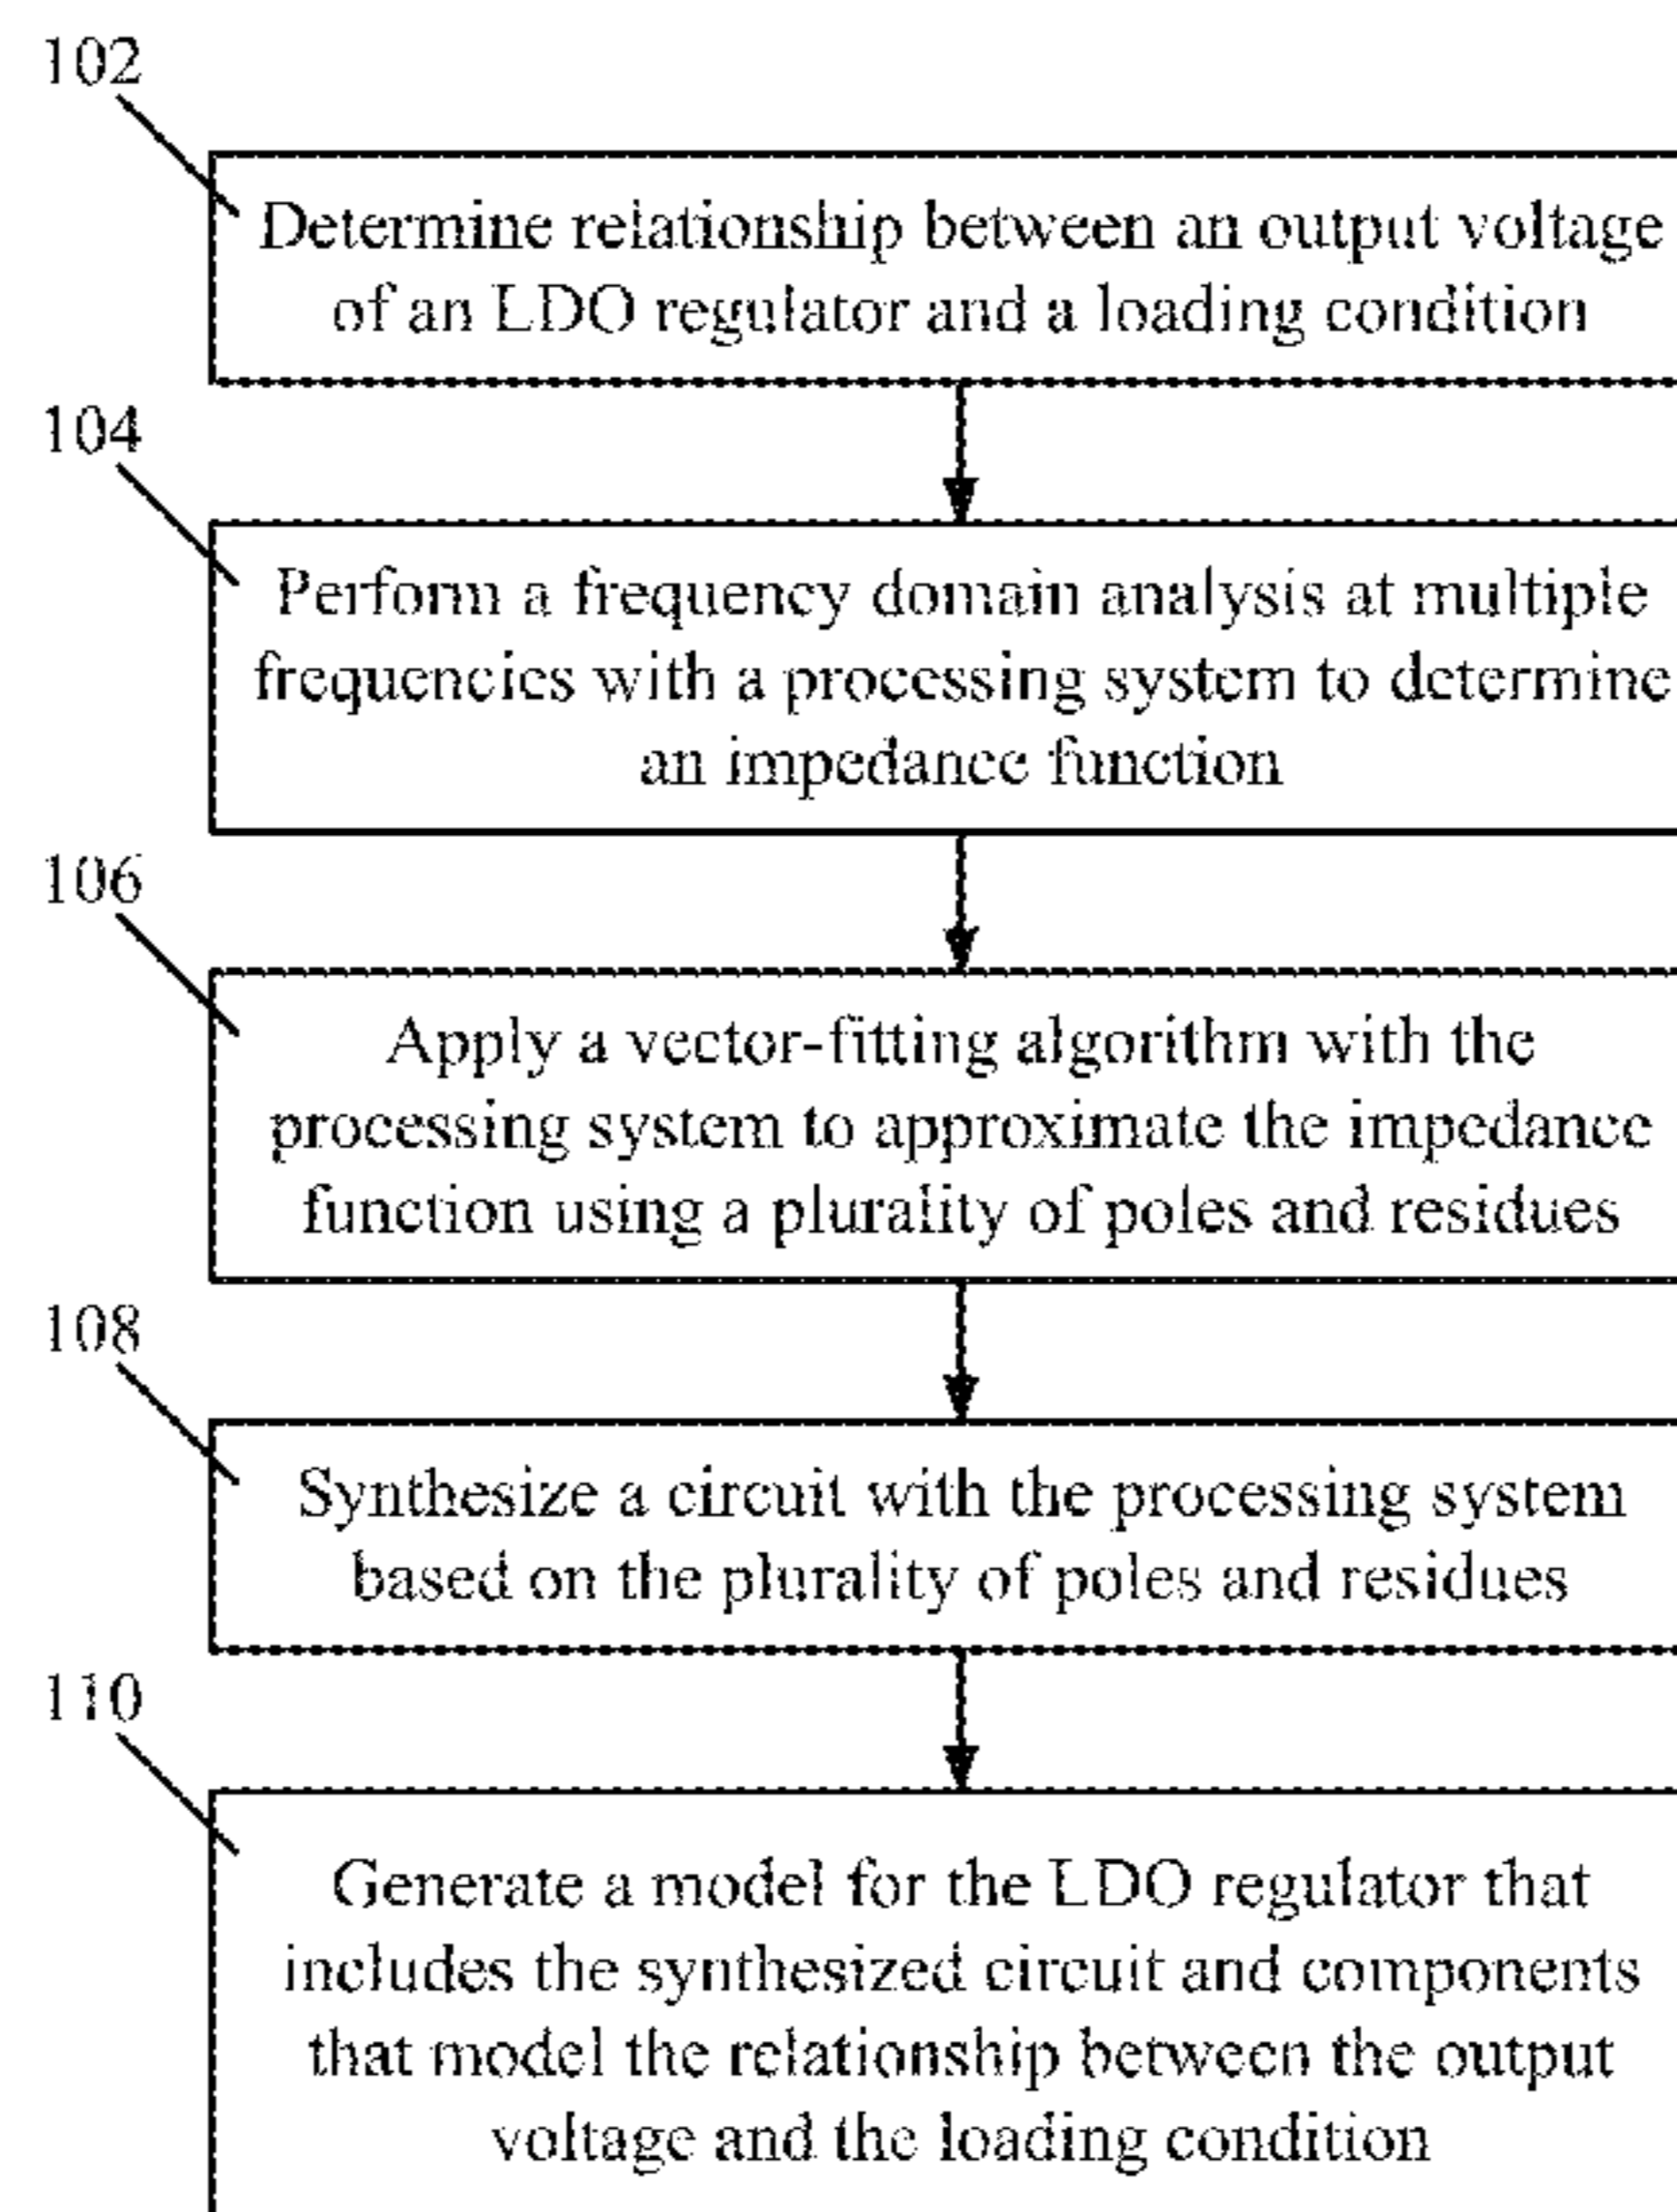 102
Determine relationship between an output voltage
of an LDO regulator and a loading condition
104
Perform a frequency domain analysis at multiple
frequencies with a processing system to determine
an impedance function
106
Apply a vector-fitting algorithm with the
processing system to approximate the impedance
function using a plurality of poles and residues
108
Synthesize a circuit with the processing system
based on the plurality of poles and residues
110
Generate a model for the LDO regulator that
includes the synthesized circuit and components
that model the relationship between the output
voltage and the loading condition